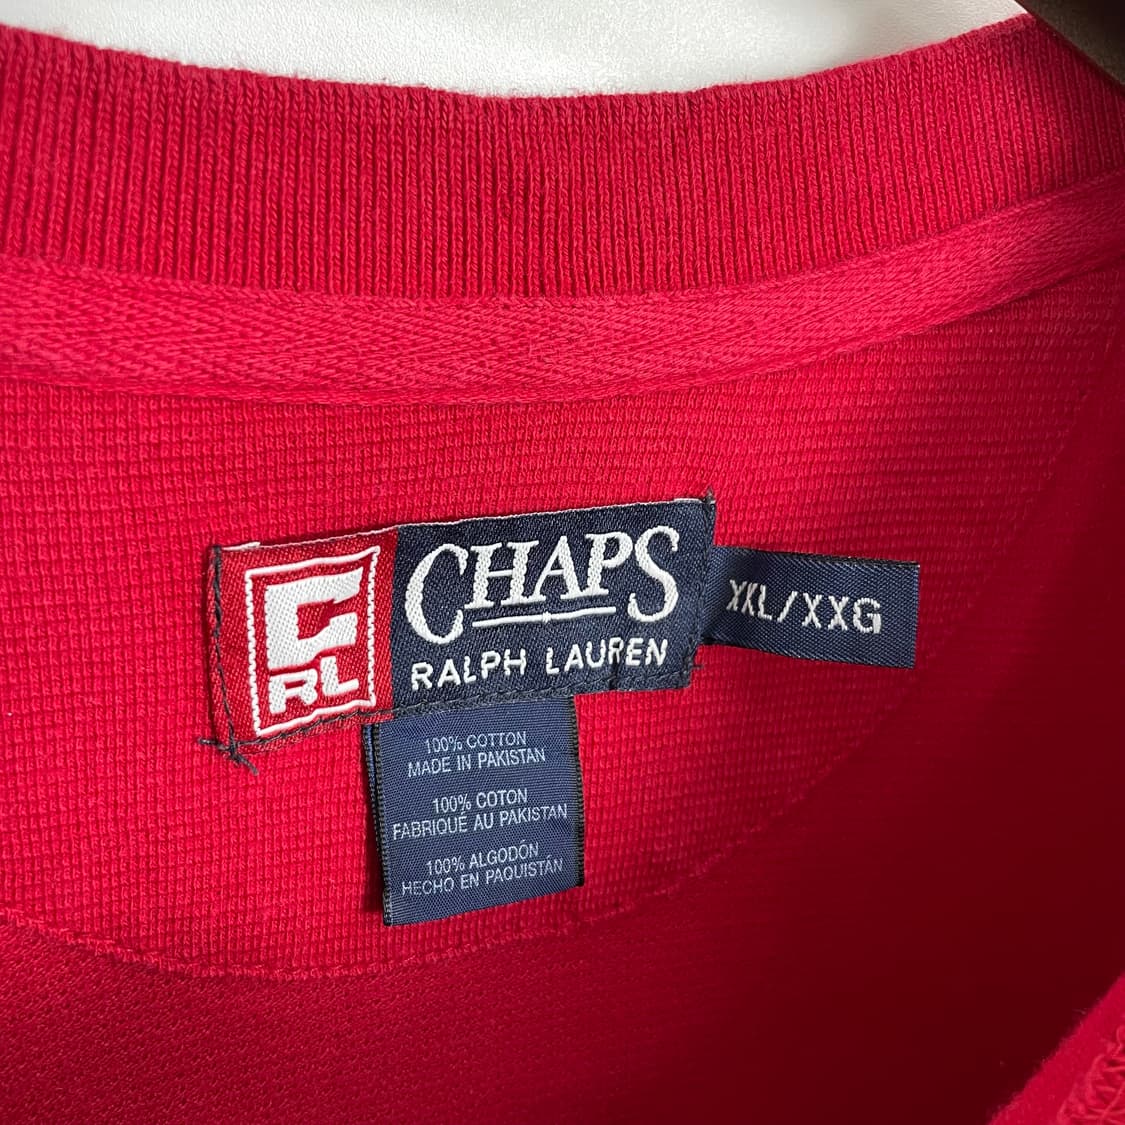 C
RL
CHAPS
RALPH LAUREN
XXL/XXG
100% COTTON
MADE IN PAKISTAN
100% COTON
FABRIQUÉ AU PAKISTAN
100% ALGODÓN
HECHO EN PAQUISTÁN